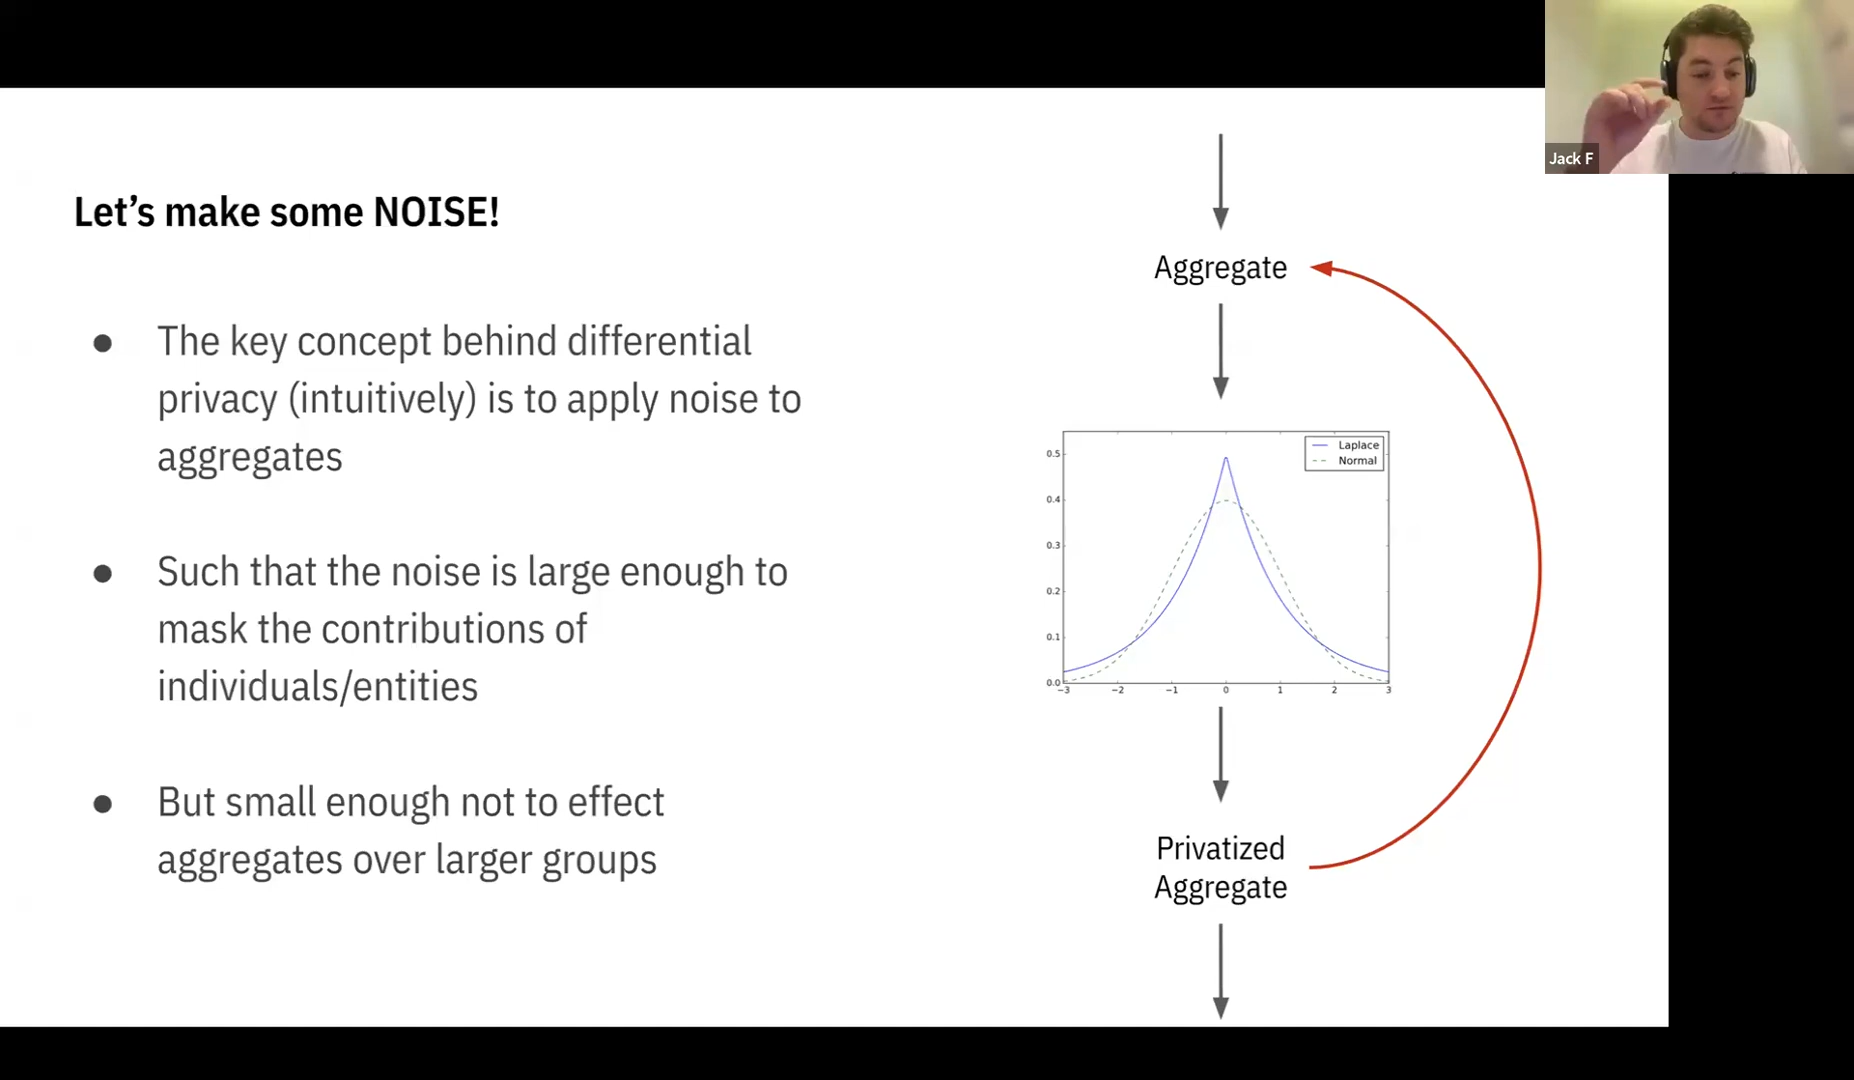 Jack F
Let’s make some NOISE!
● The key concept behind differential
privacy (intuitively) is to apply noise to
aggregates
● Such that the noise is large enough to
mask the contributions of
individuals/entities
● But small enough not to effect
aggregates over larger groups
Aggregate
Laplace
Normal
0.5
0.4
0.3
0.2
0.1
0.0
−3 −2 −1 0 1 2 3
Privatized
Aggregate